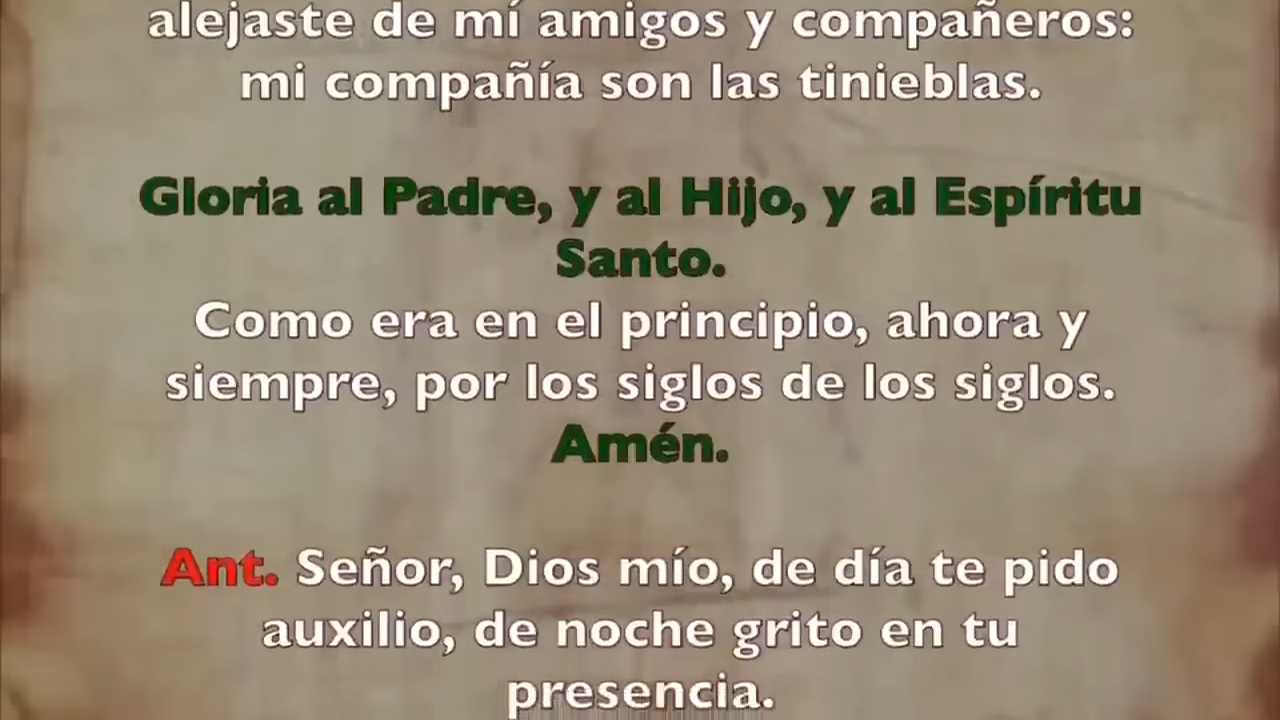 alejaste de mí amigos y compañeros:
mi compañía son las tinieblas.
Gloria al Padre, y al Hijo, y al Espíritu
Santo.
Como era en el principio, ahora y
siempre, por los siglos de los siglos.
Amén.
Ant. Señor, Dios mío, de día te pido
auxilio, de noche grito en tu
presencia.